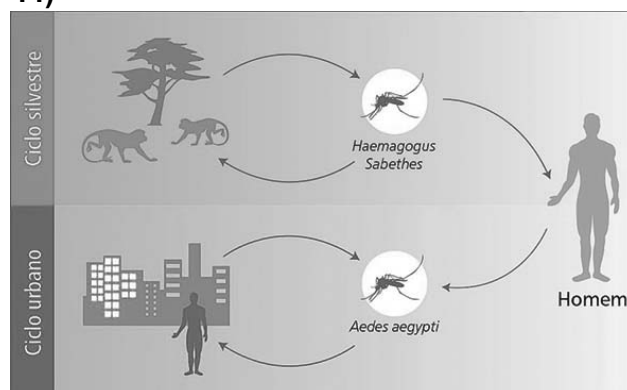 Ciclo silvestre
Haemagogus
Sabethes
Homem
Ciclo urbano
Aedes aegypti